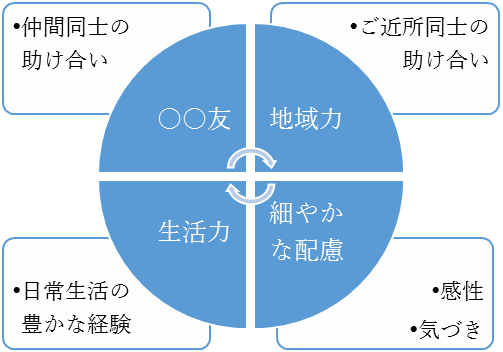 •仲間同士の
助け合い
•ご近所同士の
助け合い
〇〇友
地域力
生活力
細やか
な配慮
•日常生活の
豊かな経験
•感性
•気づき